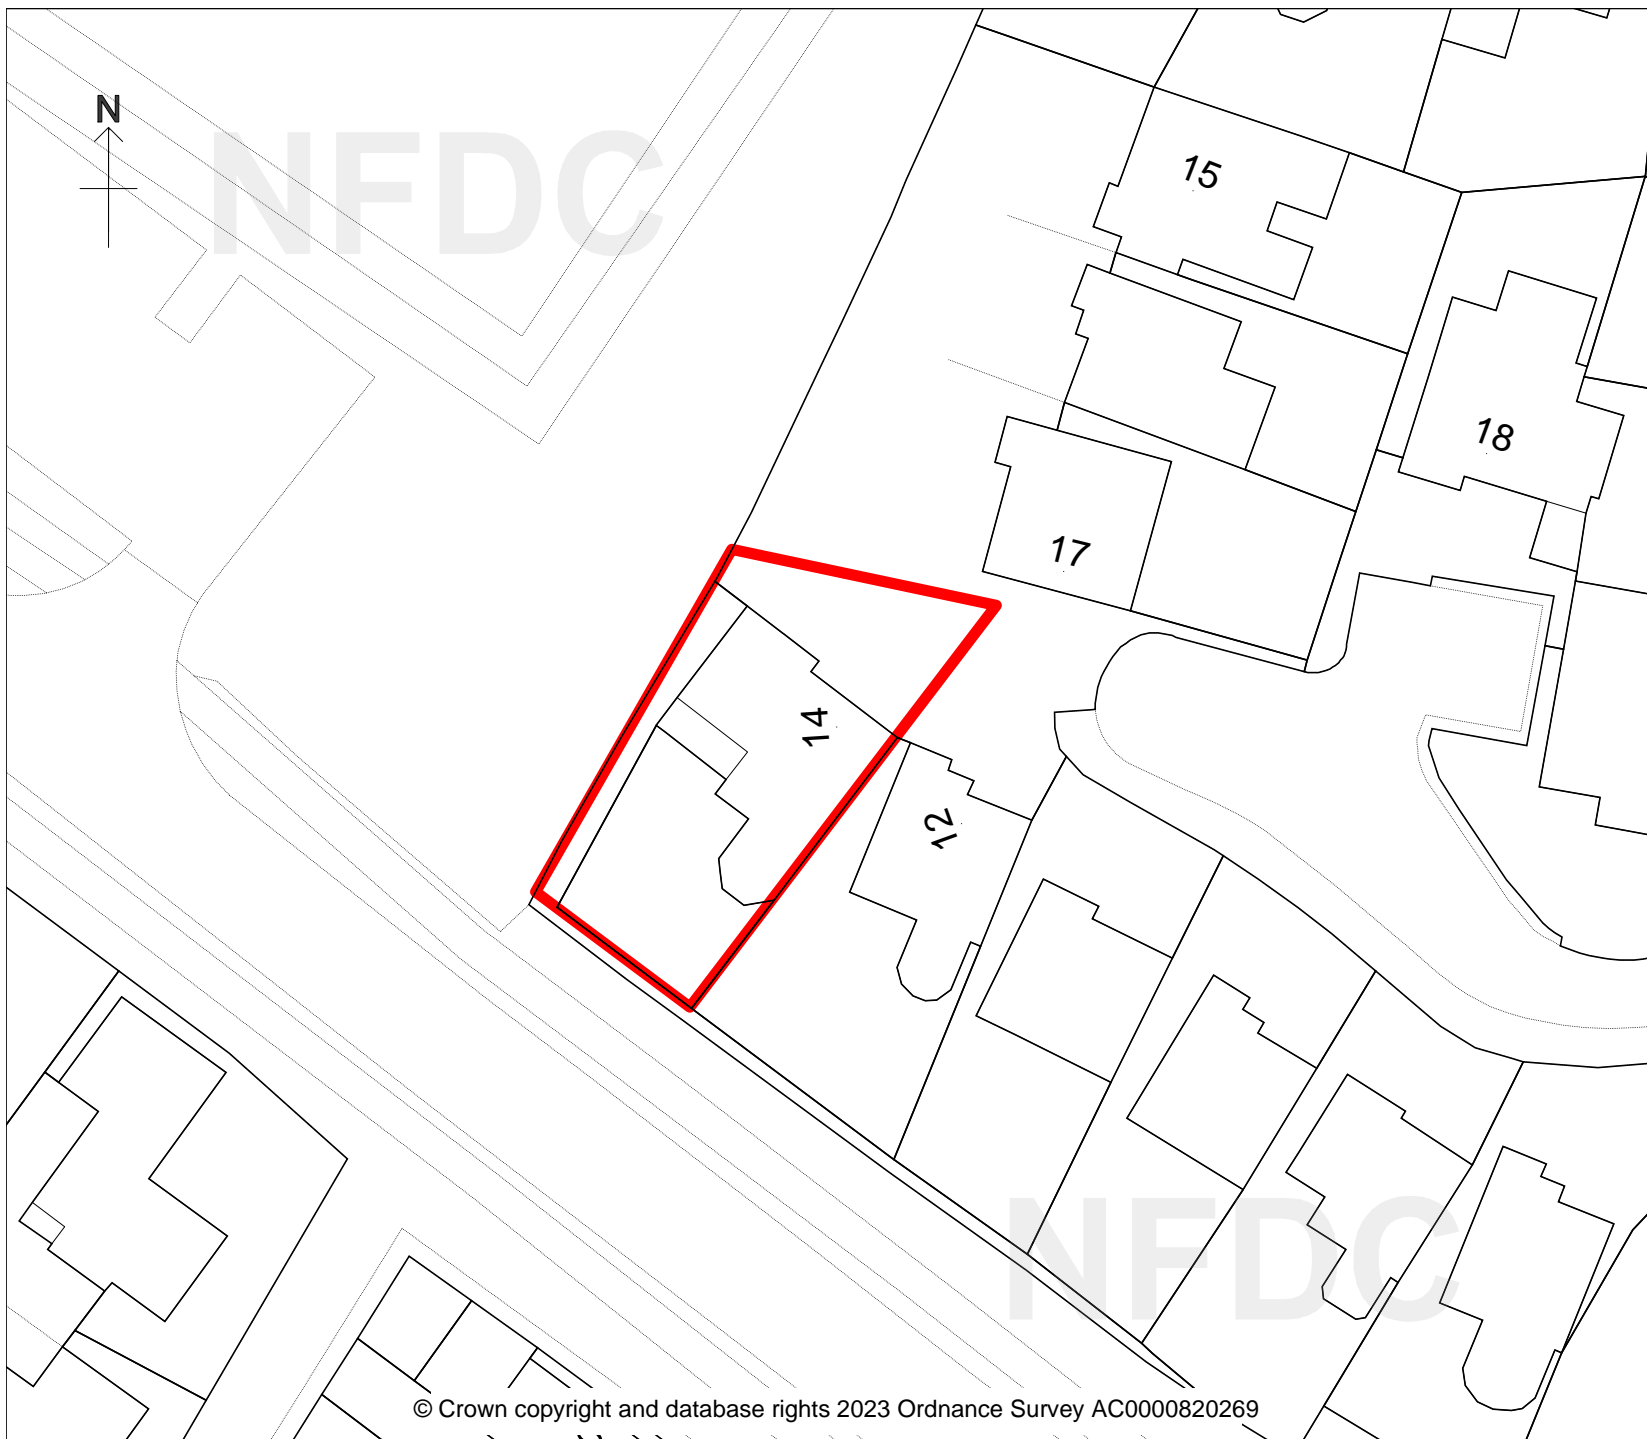 N
NFDC
15
18
17
14
12
NFDC
© Crown copyright and database rights 2023 Ordnance Survey AC0000820269